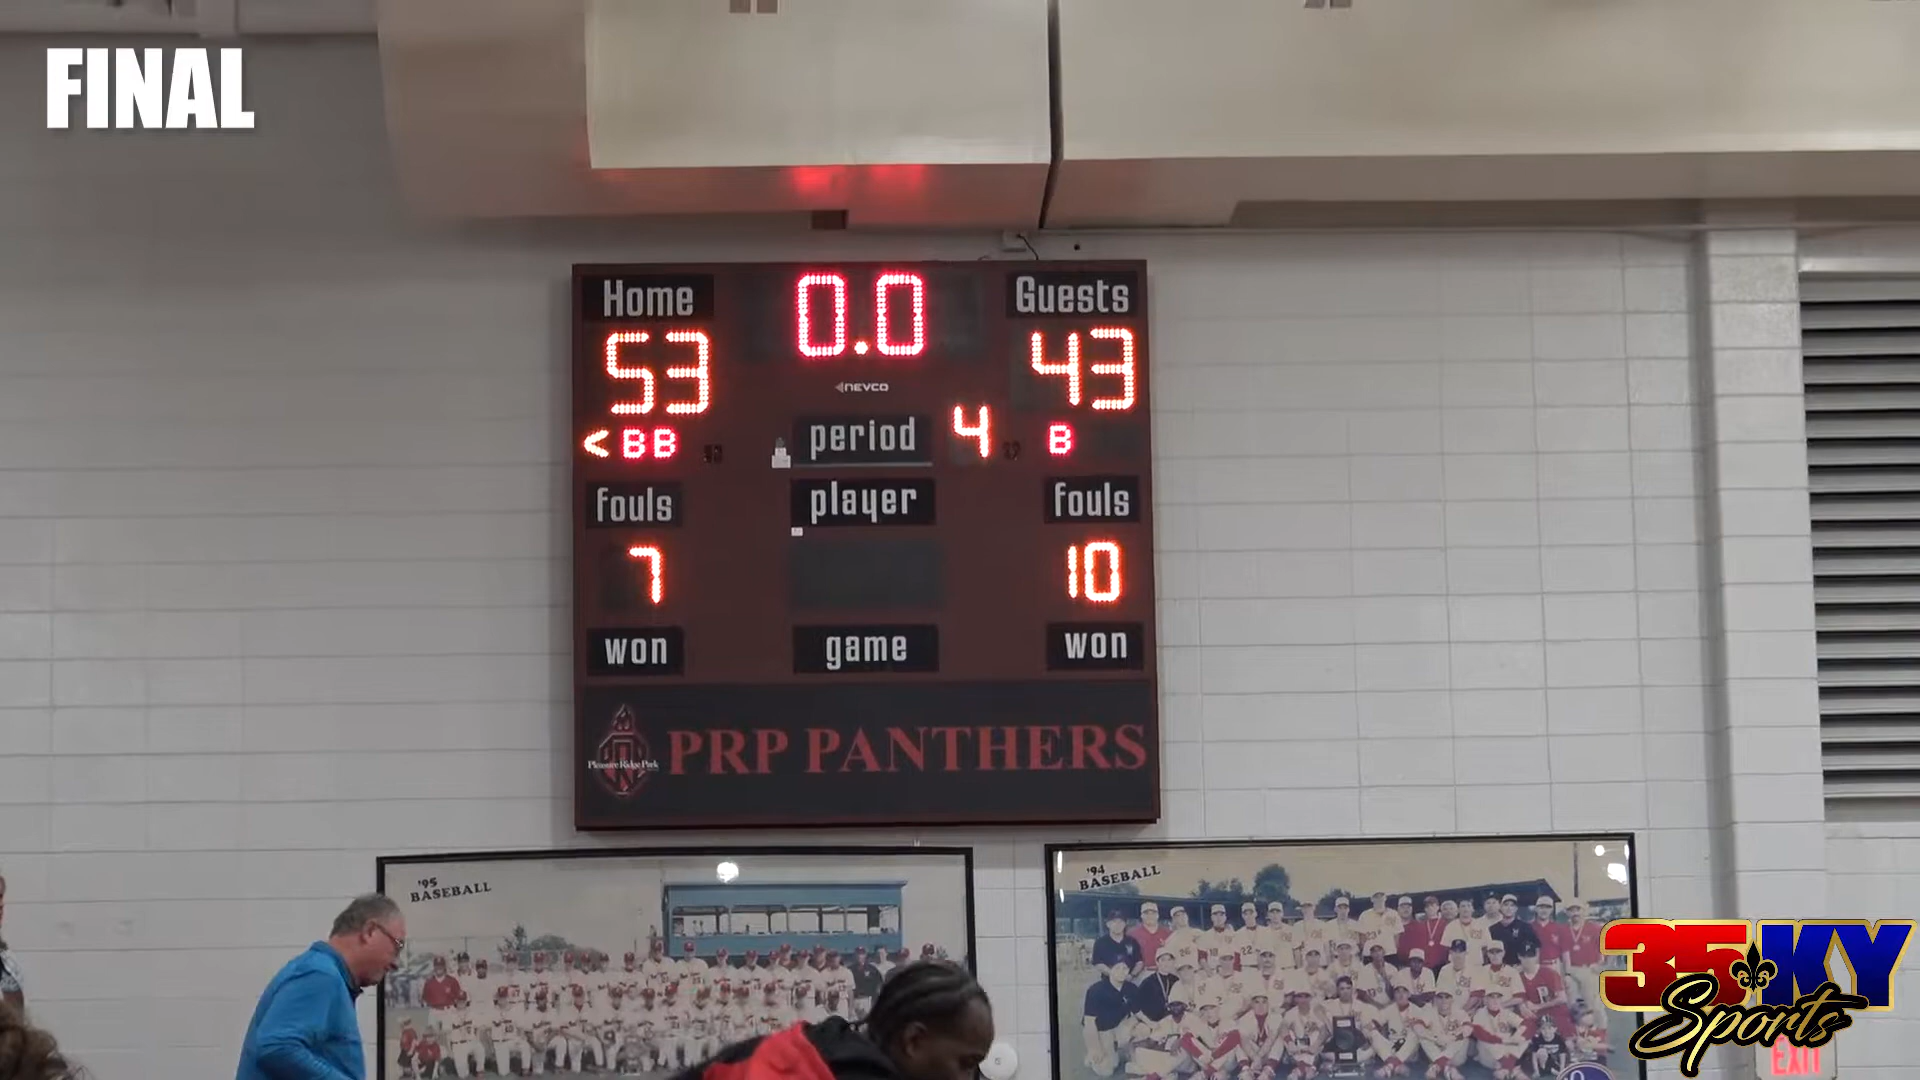 FINAL
Home 0.0 Guests
53 43
NEVCO
<BB period 4 B
fouls player fouls
7 10
won game won
Pleasure Ridge Park
PRP PANTHERS
'95
BASEBALL
'94
BASEBALL
35KY
Sports
EXIT